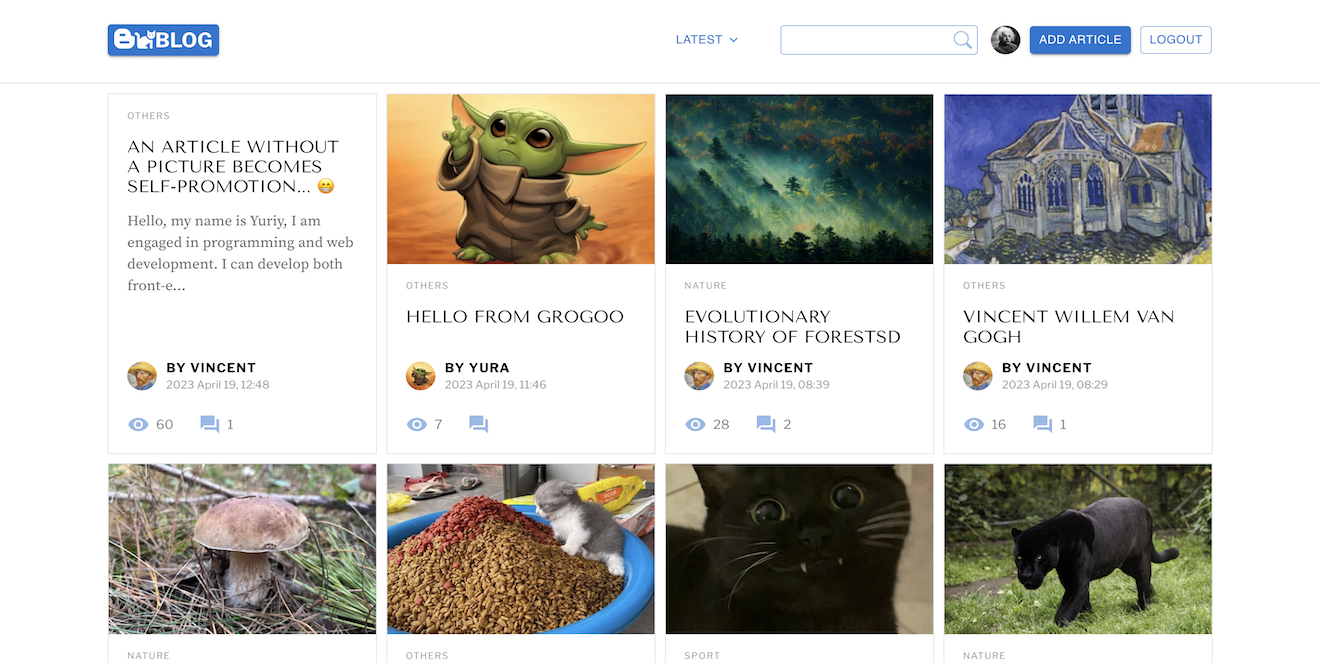 BLOG
LATEST
ADD ARTICLE
LOGOUT
OTHERS
AN ARTICLE WITHOUT
A PICTURE BECOMES
SELF-PROMOTION... 😁
Hello, my name is Yuriy, I am
engaged in programming and web
development. I can develop both
front-e...
BY VINCENT
2023 April 19, 12:48
60 1
OTHERS
HELLO FROM GROGOO
BY YURA
2023 April 19, 11:46
7
NATURE
EVOLUTIONARY
HISTORY OF FORESTSD
BY VINCENT
2023 April 19, 08:39
28 2
OTHERS
VINCENT WILLEM VAN
GOGH
BY VINCENT
2023 April 19, 08:29
16 1
NATURE
OTHERS
SPORT
NATURE